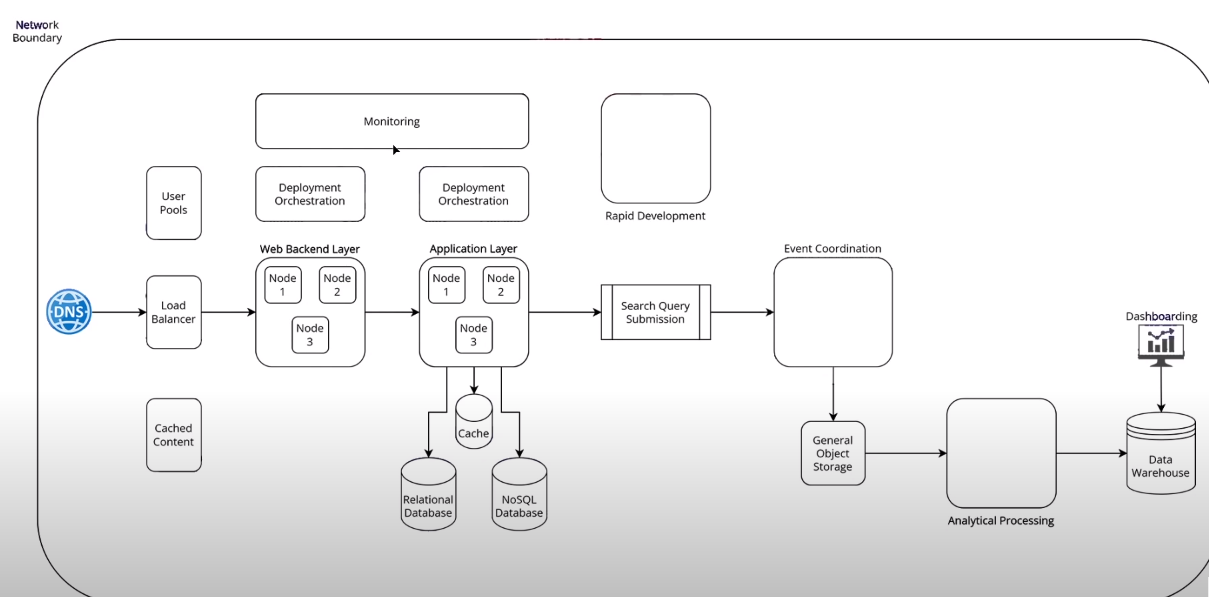 Network
Boundary
Monitoring
User
Pools
Deployment
Orchestration
Deployment
Orchestration
Rapid Development
Web Backend Layer
Application Layer
Event Coordination
Node
1
Node
2
Node
3
Node
1
Node
2
Node
3
DNS
Load
Balancer
Search Query
Submission
Dashboarding
Cached
Content
Cache
General
Object
Storage
Data
Warehouse
Relational
Database
NoSQL
Database
Analytical Processing